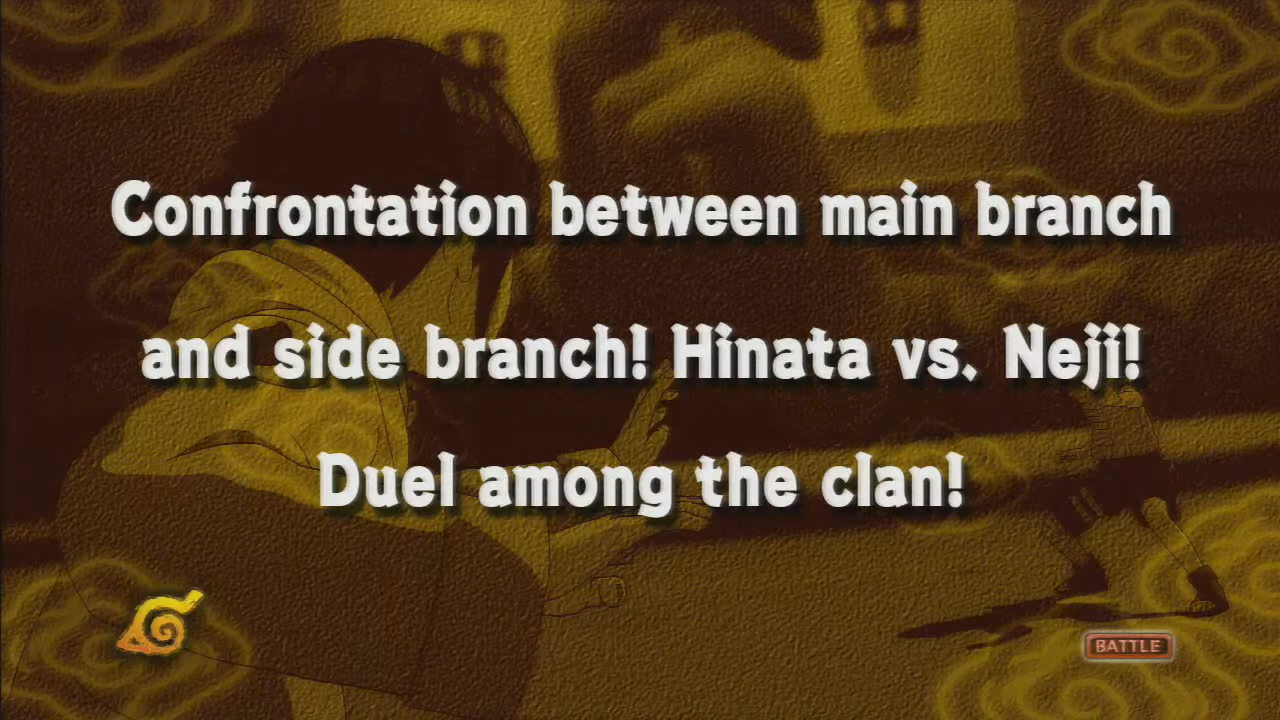 Confrontation between main branch
and side branch! Hinata vs. Neji!
Duel among the clan!
BATTLE